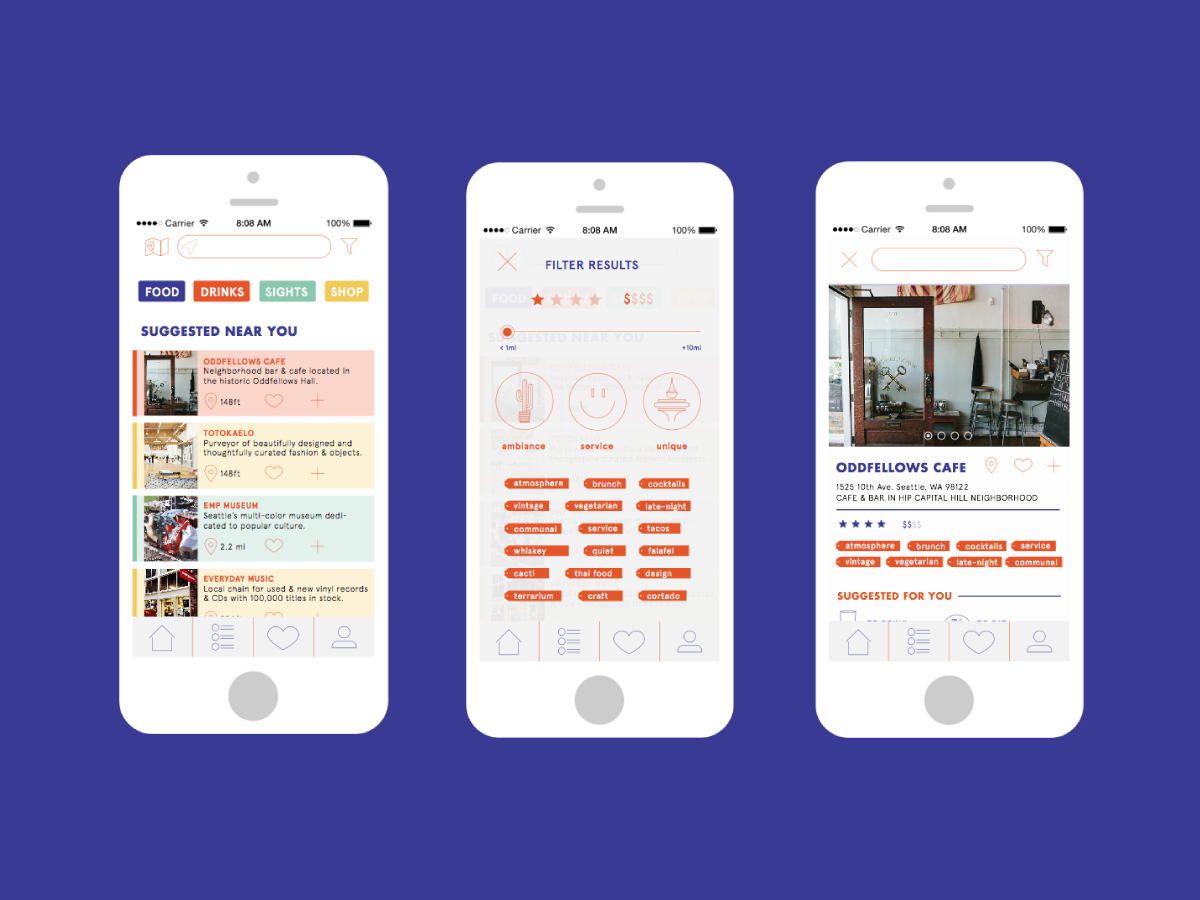 Carrier
8:08 AM
100%
FOOD
DRINKS
SIGHTS
SHOP
SUGGESTED NEAR YOU
ODDFELLOWS CAFE
Neighborhood bar & cafe located in
the historic Oddfellows Hall.
148ft
TOTOKAELO
Purveyor of beautifully designed and
thoughtfully curated fashion & objects.
148ft
EMP MUSEUM
Seattle's multi-color museum dedi-
cated to popular culture.
2.2 mi
EVERYDAY MUSIC
Local chain for used & new vinyl records
& CDs with 100,000 titles in stock.
Carrier
8:08 AM
100%
FILTER RESULTS
FOOD
$$$$
SUGGESTED NEAR YOU
< 1mi
+10mi
ambiance
service
unique
atmosphere
brunch
cocktails
vintage
vegetarian
late-night
communal
service
tacos
whiskey
quiet
falafel
cacti
thai food
design
terrarium
craft
cortado
Carrier
8:08 AM
100%
ODDFELLOWS CAFE
1525 10th Ave. Seattle, WA 98122
CAFE & BAR IN HIP CAPITAL HILL NEIGHBORHOOD
$$$$
atmosphere
brunch
cocktails
service
vintage
vegetarian
late-night
communal
SUGGESTED FOR YOU